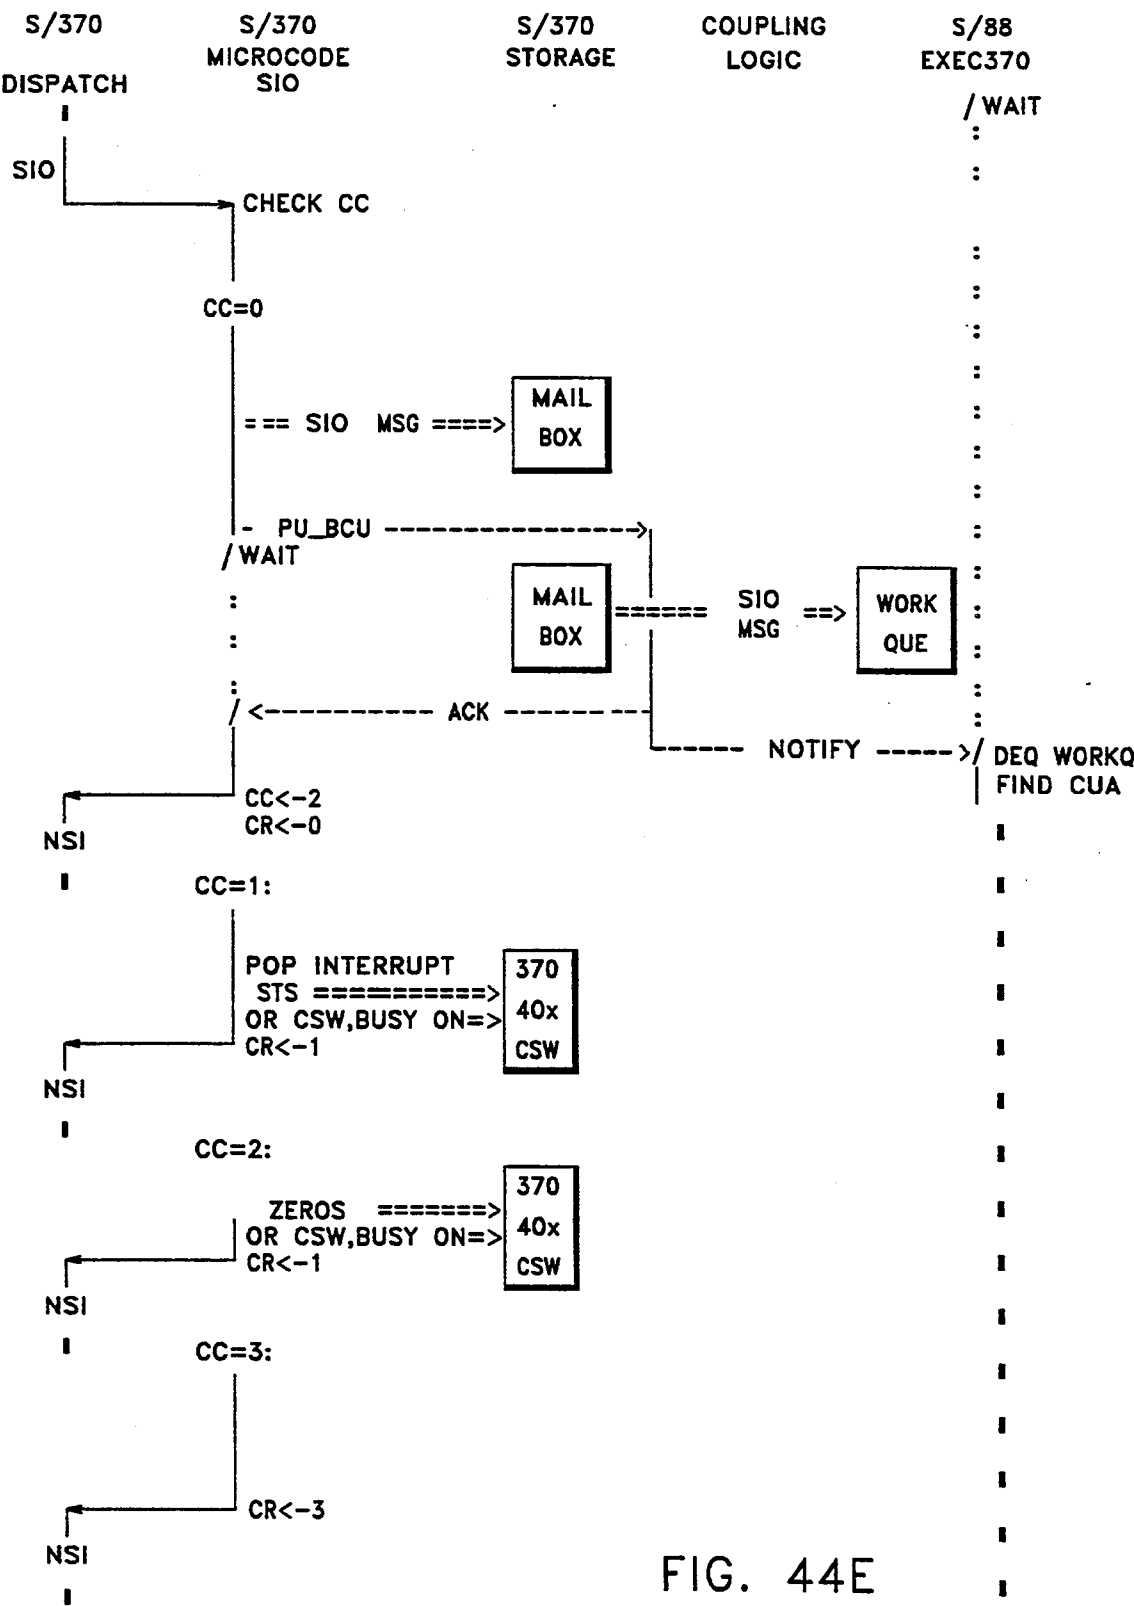 S/370 S/370 S/370 COUPLING S/88
MICROCODE STORAGE LOGIC EXEC370
DISPATCH SIO
/ WAIT
SIO
CHECK CC
CC=0
=== SIO MSG ====> MAIL
BOX
- PU_BCU ------------------->
/ WAIT
MAIL ====== SIO ==> WORK
BOX MSG QUE
/ <------------- ACK -----------
------ NOTIFY ------>/ DEQ WORKQ
FIND CUA
CC<-2
CR<-0
NSI
CC=1:
POP INTERRUPT 370
STS ===========>
OR CSW,BUSY ON=> 40x
CR<-1 CSW
NSI
CC=2:
370
ZEROS =======>
OR CSW,BUSY ON=> 40x
CR<-1 CSW
NSI
CC=3:
CR<-3
NSI
FIG. 44E